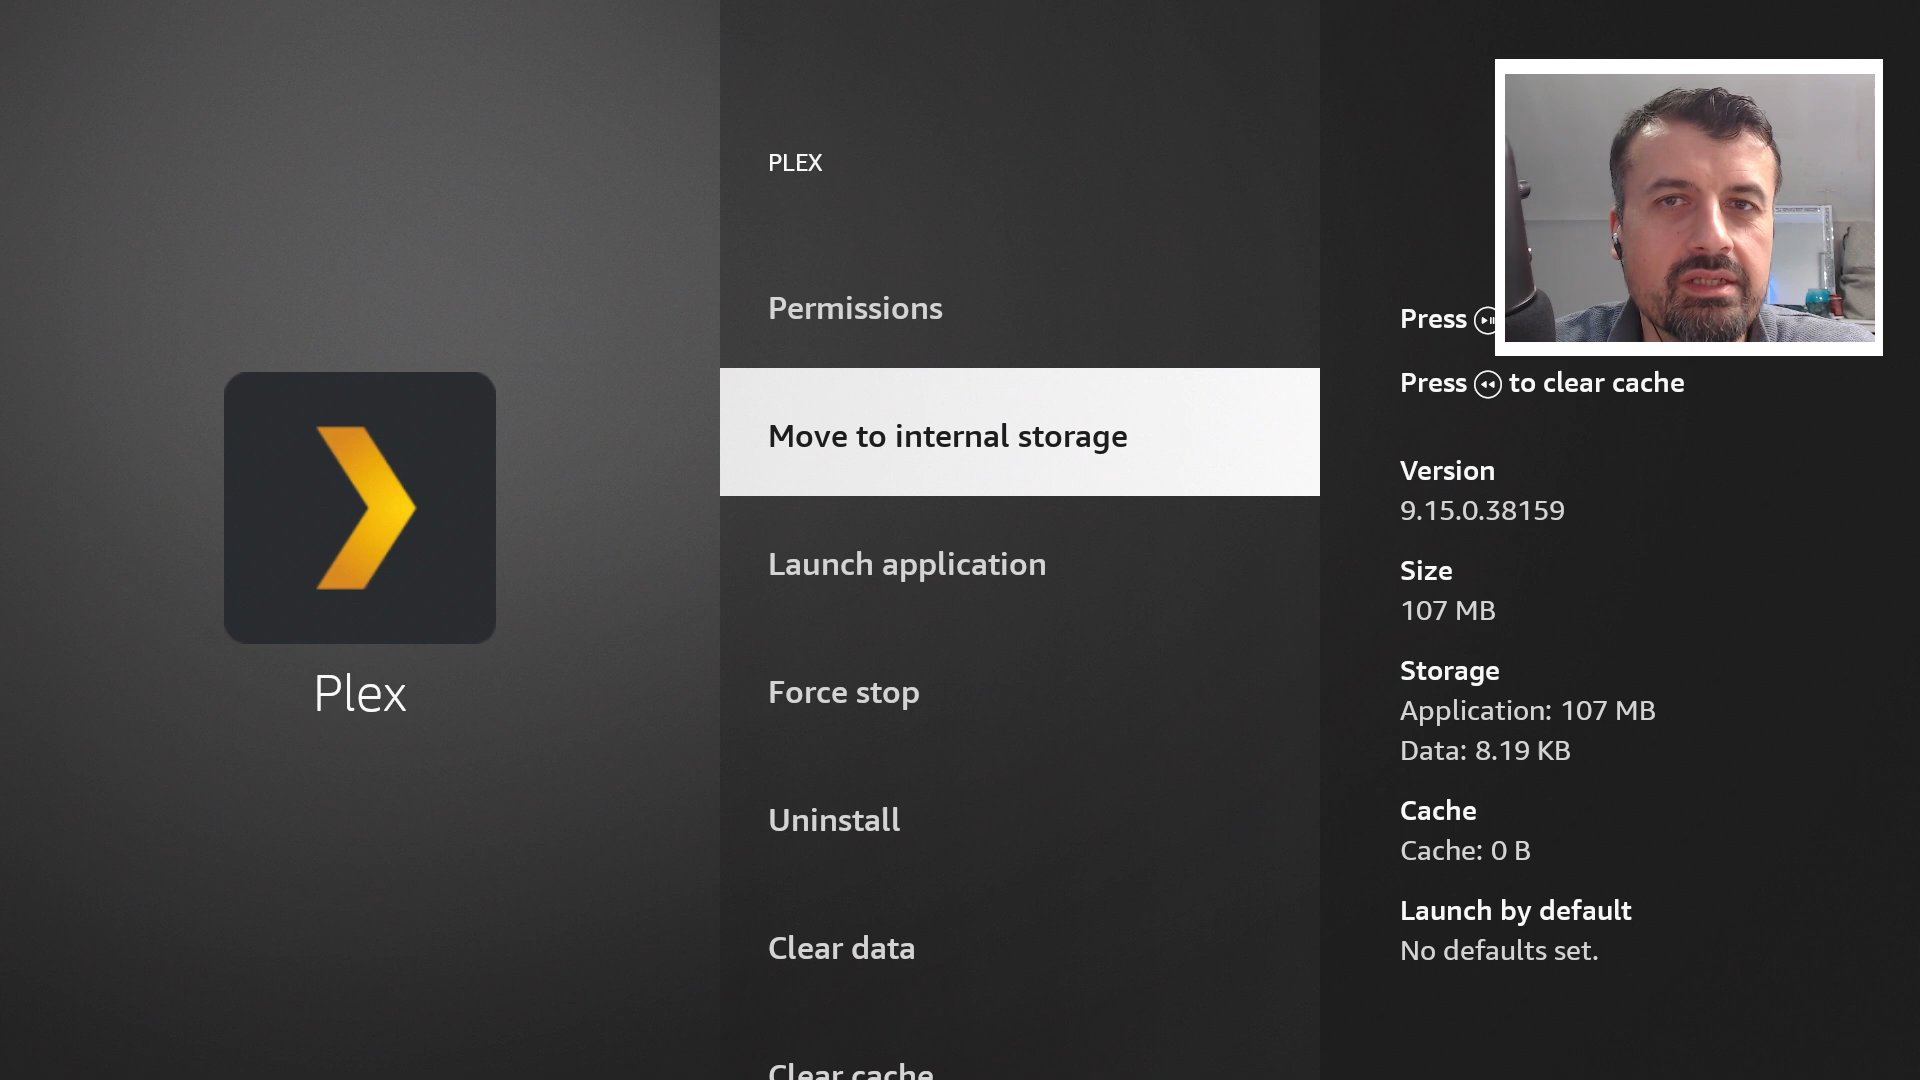 PLEX
Permissions
Move to internal storage
Launch application
Force stop
Uninstall
Clear data
Clear cache
Plex
Press
Press to clear cache
Version
9.15.0.38159
Size
107 MB
Storage
Application: 107 MB
Data: 8.19 KB
Cache
Cache: 0 B
Launch by default
No defaults set.